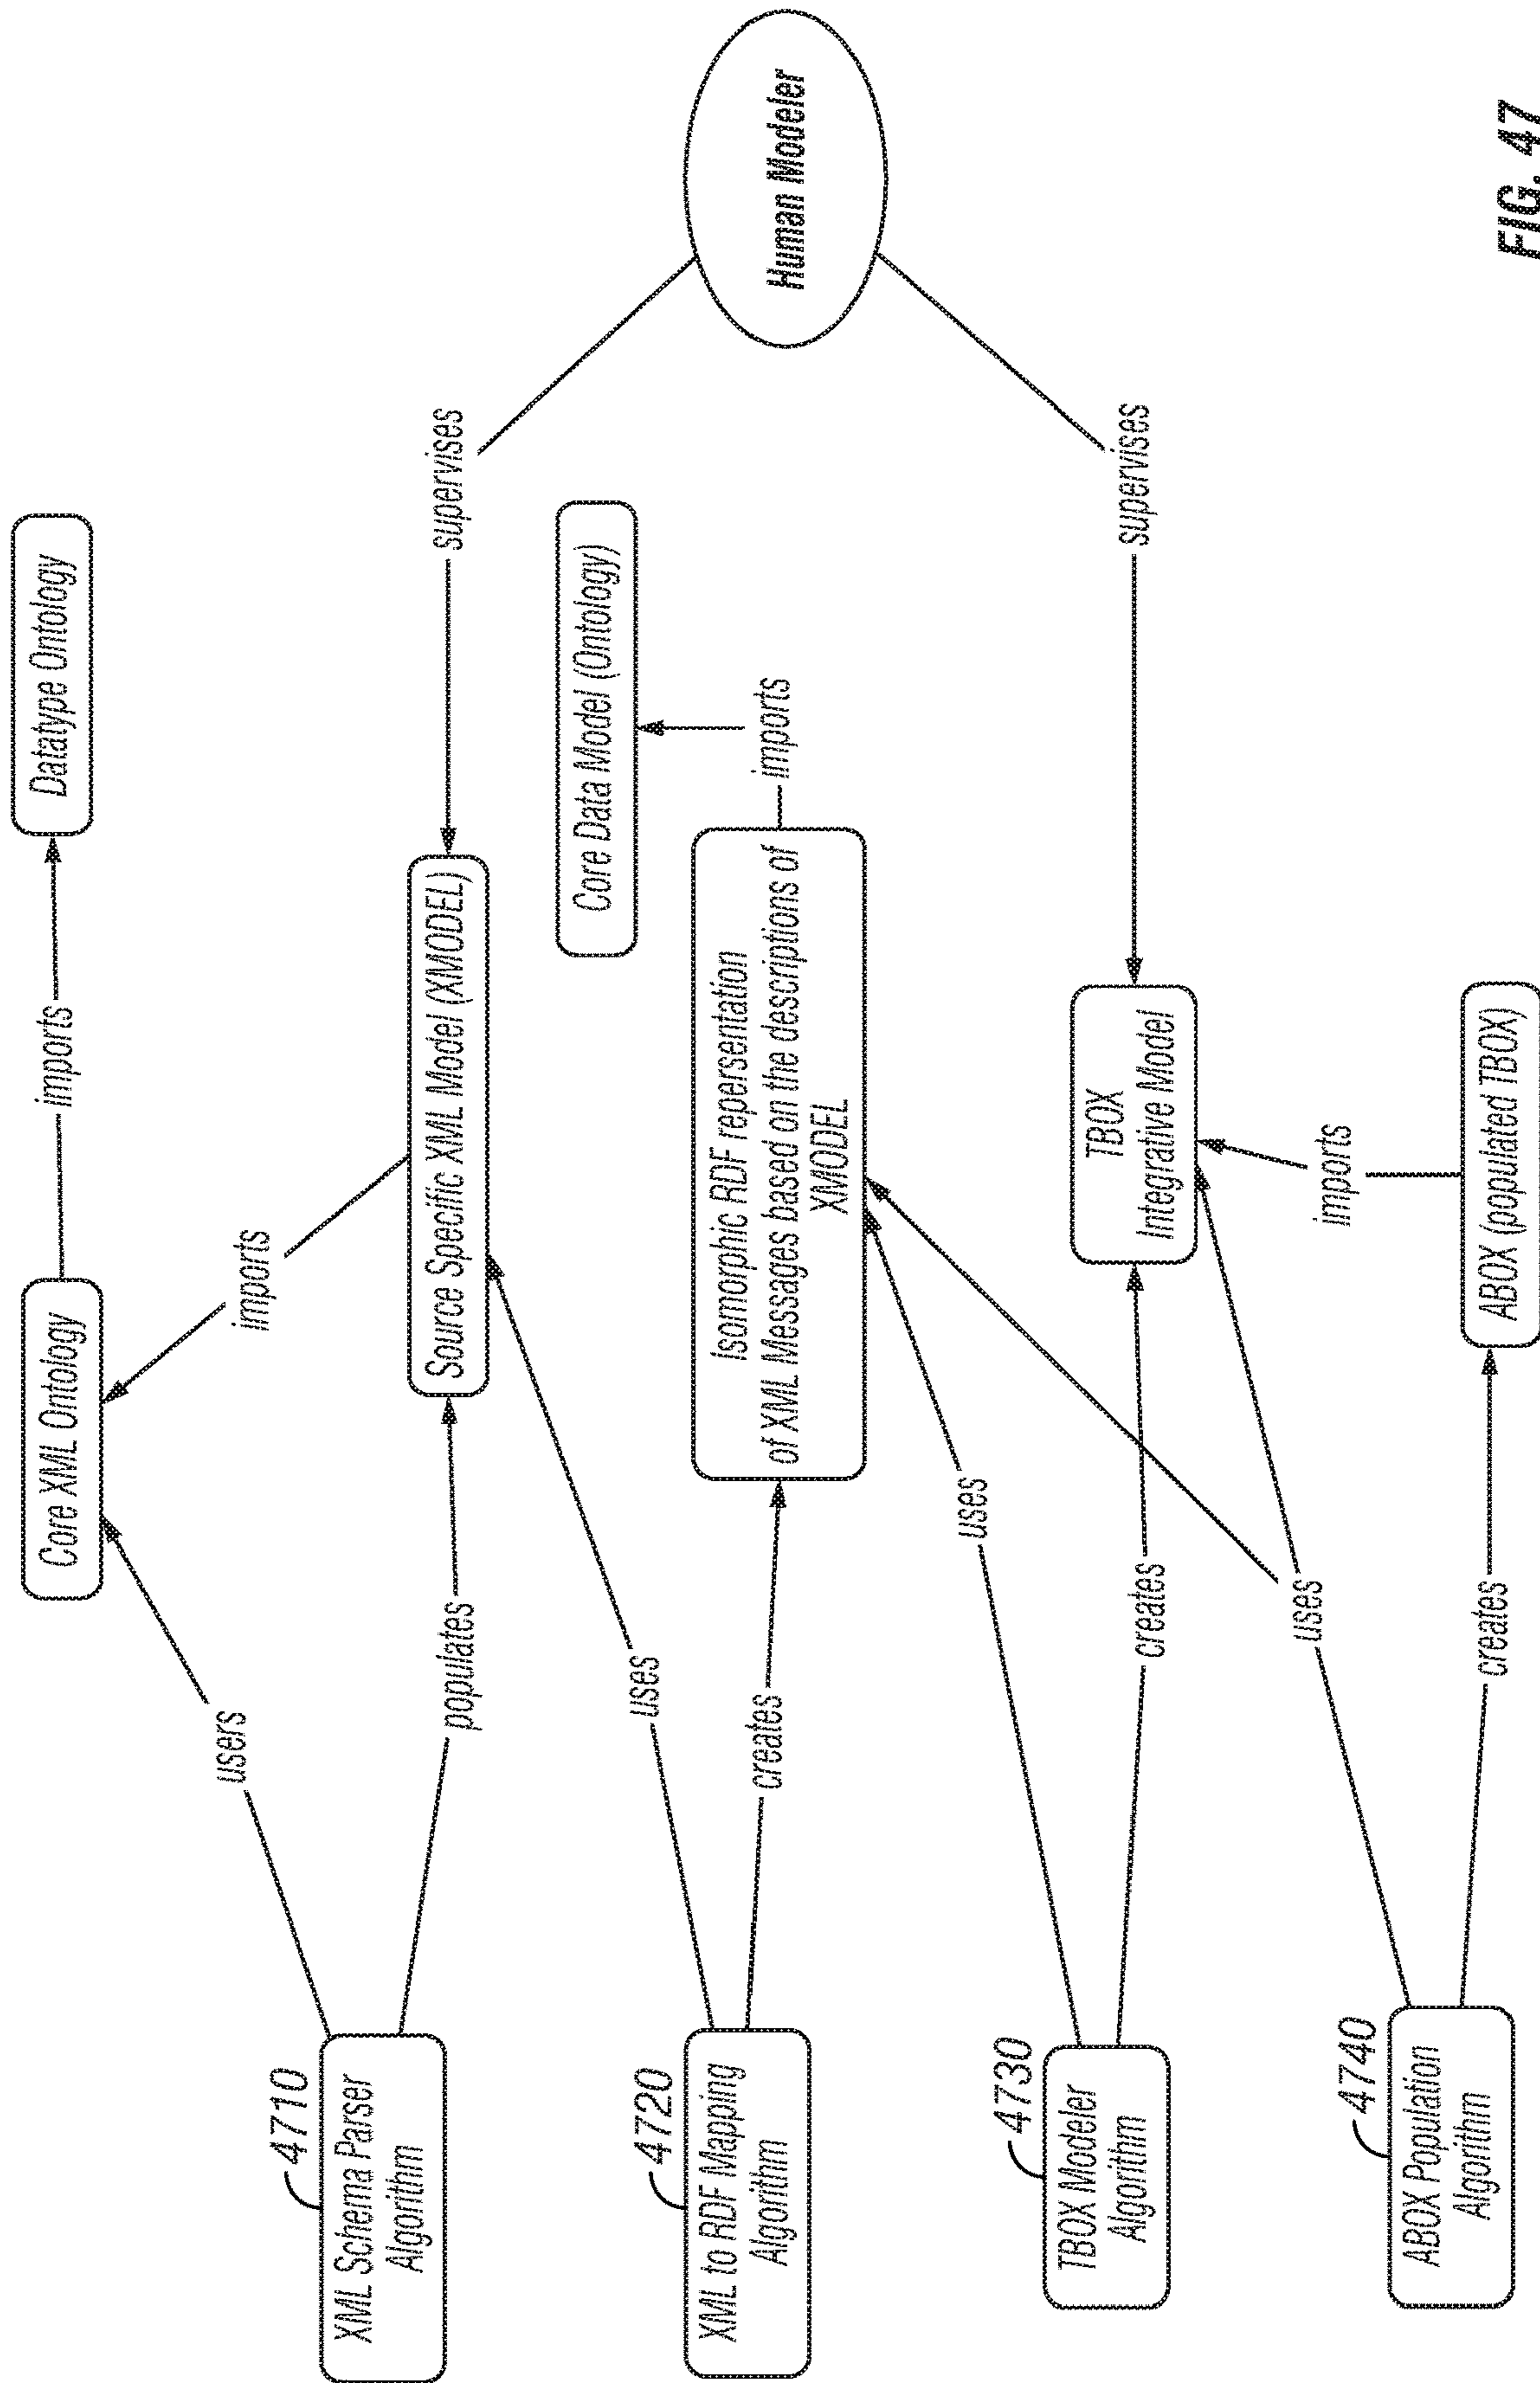 Datatype Ontology
imports
Core XML Ontology
users
imports
4710
XML Schema Parser
Algorithm
populates
Source Specific XML Model (XMODEL)
supervises
Human Modeler
Core Data Model (Ontology)
imports
4720
XML to RDF Mapping
Algorithm
uses
creates
Isomorphic RDF repersentation
of XML Messages based on the descriptions of
XMODEL
4730
TBOX Modeler
Algorithm
uses
creates
TBOX
Integrative Model
supervises
4740
ABOX Population
Algorithm
uses
creates
imports
ABOX (populated TBOX)
FIG. 47